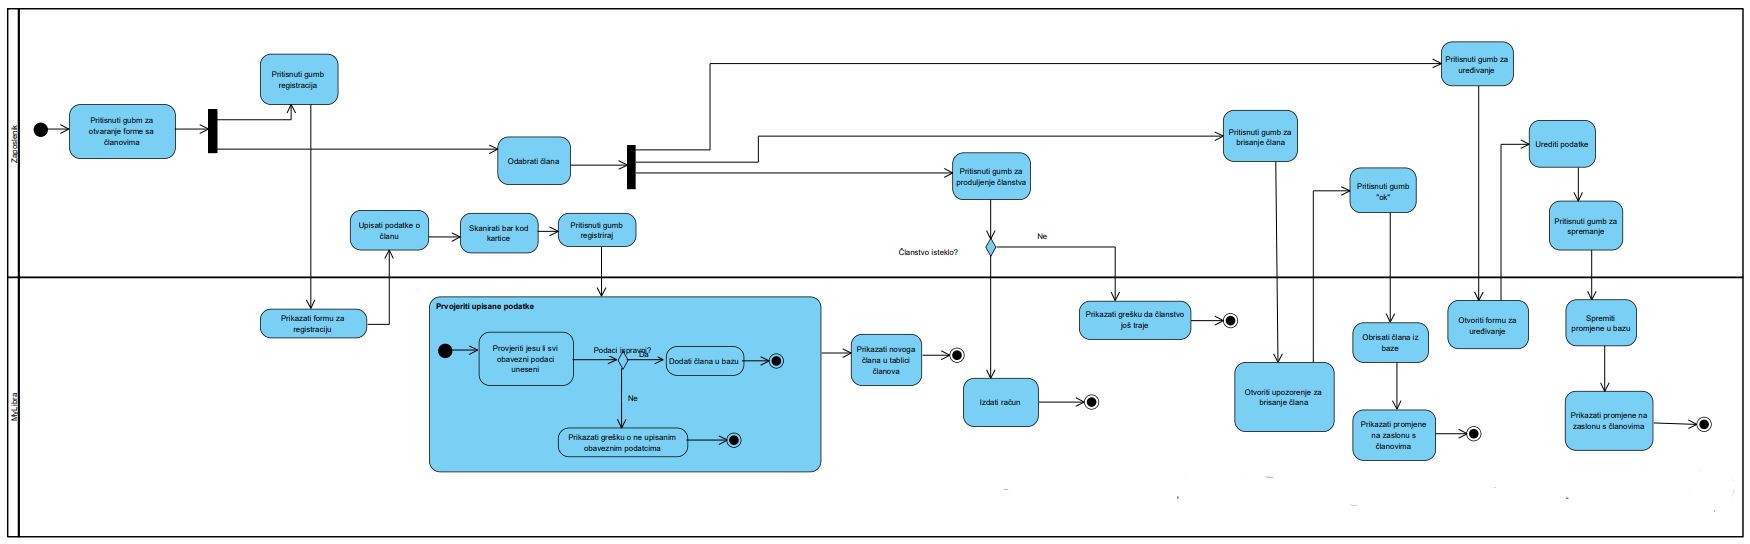 Zaposlenik
Pritisnuti gubm za
otvaranje forme sa
članovima
Pritisnuti gumb
registracija
Odabrati člana
Upisati podatke o
članu
Skanirati bar kod
kartice
Pritisnuti gumb
registriraj
Pritisnuti gumb za
produljenje članstva
Članstvo isteklo?
Ne
Pritisnuti gumb za
brisanje člana
Pritisnuti gumb
"ok"
Pritisnuti gumb za
uređivanje
Urediti podatke
Pritisnuti gumb za
spremanje
MyLibra
Prikazati formu za
registraciju
Prvojeriti upisane podatke
Provjeriti jesu li svi
obavezni podaci
uneseni
Podaci ispravni?
Da
Dodati člana u bazu
Ne
Prikazati grešku o ne upisanim
obaveznim podatcima
Prikazati novoga
člana u tablici
članova
Izdati račun
Prikazati grešku da članstvo
još traje
Otvoriti upozorenje za
brisanje člana
Obrisati člana iz
baze
Prikazati promjene
na zaslonu s
članovima
Otvoriti formu za
uređivanje
Spremiti
promjene u bazu
Prikazati promjene na
zaslonu s članovima